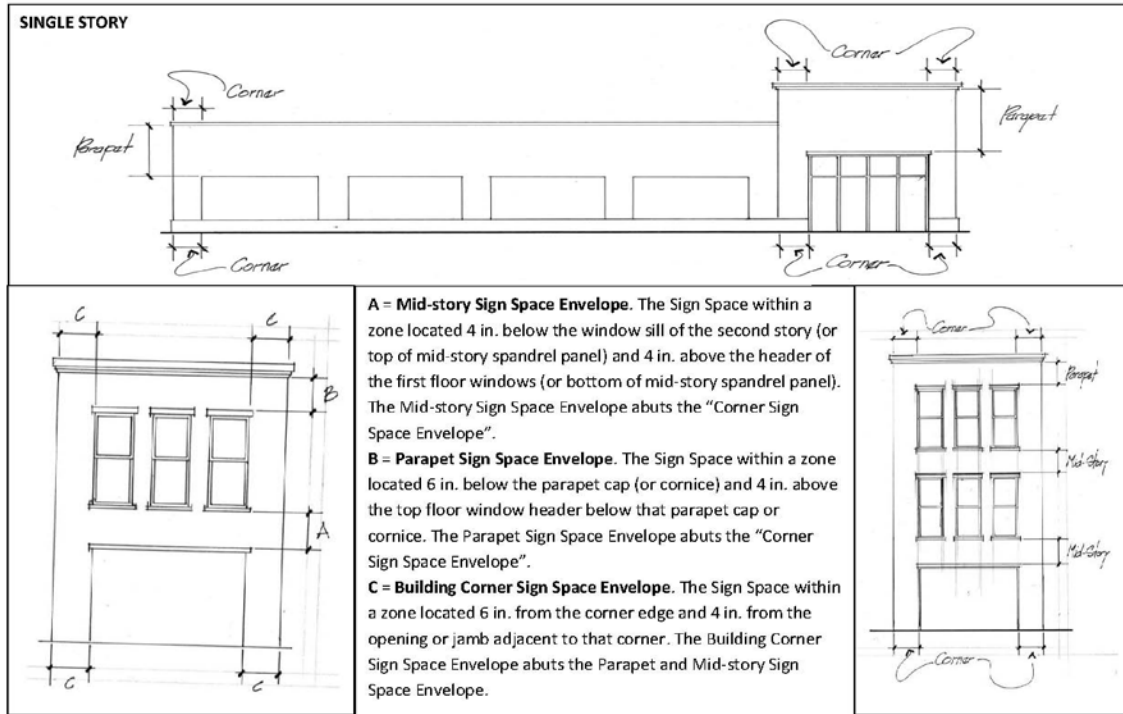 SINGLE STORY
Corner
Corner
Parapet
Parapet
Corner
Corner
C
C
B
A
C
C
A = Mid-story Sign Space Envelope. The Sign Space within a
zone located 4 in. below the window sill of the second story (or
top of mid-story spandrel panel) and 4 in. above the header of
the first floor windows (or bottom of mid-story spandrel panel).
The Mid-story Sign Space Envelope abuts the “Corner Sign
Space Envelope”.
B = Parapet Sign Space Envelope. The Sign Space within a zone
located 6 in. below the parapet cap (or cornice) and 4 in. above
the top floor window header below that parapet cap or
cornice. The Parapet Sign Space Envelope abuts the “Corner
Sign Space Envelope”.
C = Building Corner Sign Space Envelope. The Sign Space within
a zone located 6 in. from the corner edge and 4 in. from the
opening or jamb adjacent to that corner. The Building Corner
Sign Space Envelope abuts the Parapet and Mid-story Sign
Space Envelope.
Corner
Parapet
Mid-Story
Mid-Story
Corner